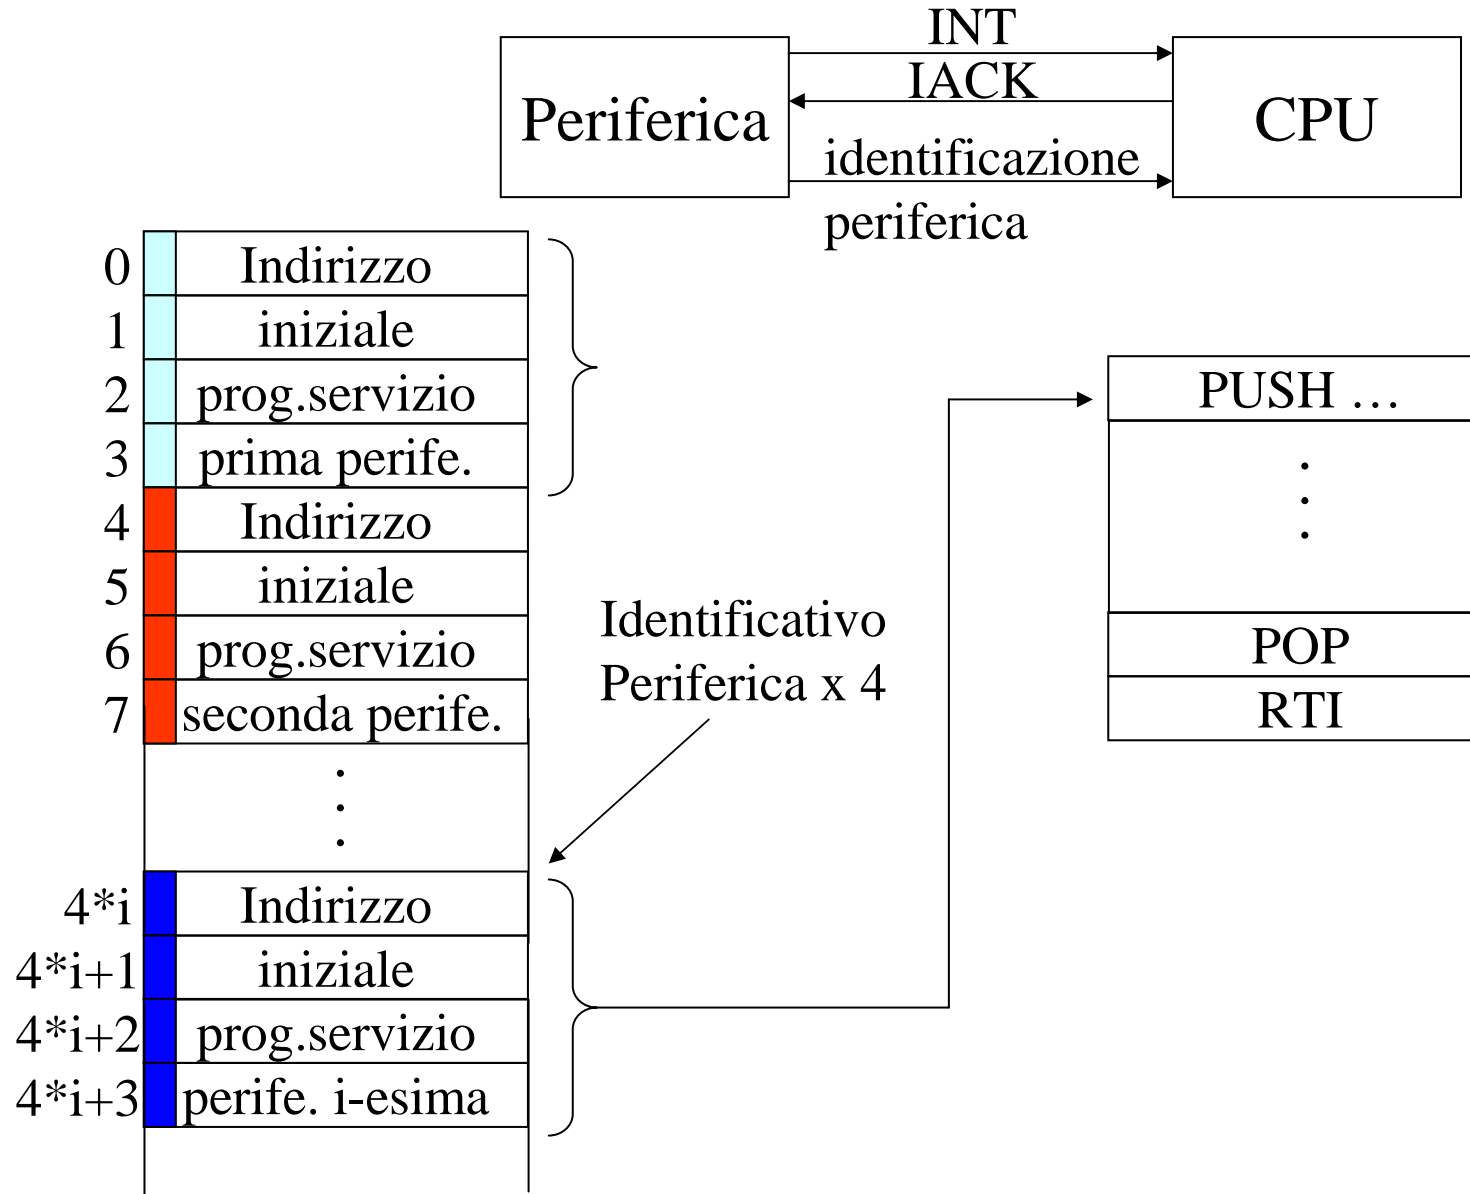 INT
IACK
Periferica
CPU
identificazione
periferica
0 Indirizzo
1 iniziale
2 prog.servizio
3 prima perife.
4 Indirizzo
5 iniziale
6 prog.servizio
7 seconda perife.
.
.
.
4*i Indirizzo
4*i+1 iniziale
4*i+2 prog.servizio
4*i+3 perife. i-esima
Identificativo
Periferica x 4
PUSH …
.
.
.
POP
RTI